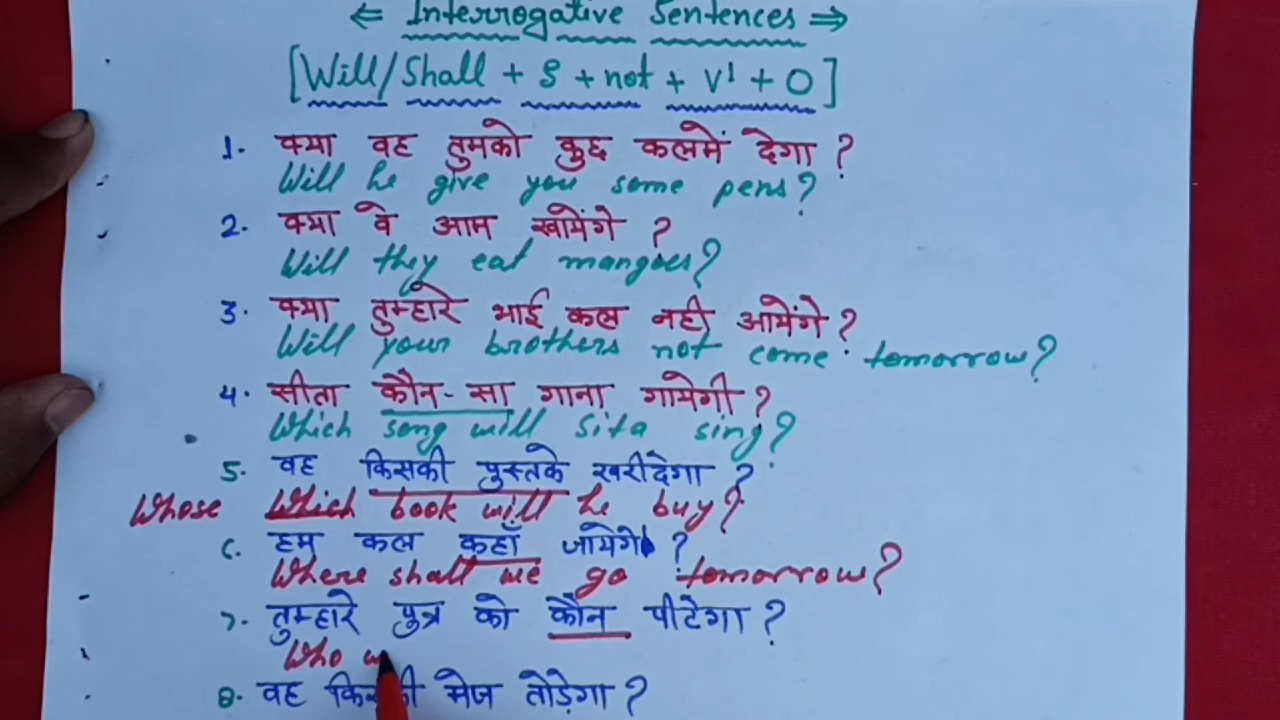 ⇐ Interrogative Sentences ⇒
[Will/Shall + S + not + V¹ + O]
1. क्या वह तुमको कुछ कलमें देगा ?
Will he give you some pens?
2. क्या वे आम खायेंगे ?
Will they eat mangoes?
3. क्या तुम्हारे भाई कल नही आयेंगे ?
Will your brothers not come tomorrow?
4. सीता कौन-सा गाना गायेगी ?
Which song will Sita sing?
5. वह किसकी पुस्तके खरीदेगा ?
Whose Which book will he buy?
6. हम कल कहाँ जायेगे ?
Where shall we go tomorrow?
7. तुम्हारे पुत्र को कौन पीटेगा ?
Who w
8. वह किसकी मेज तोड़ेगा ?